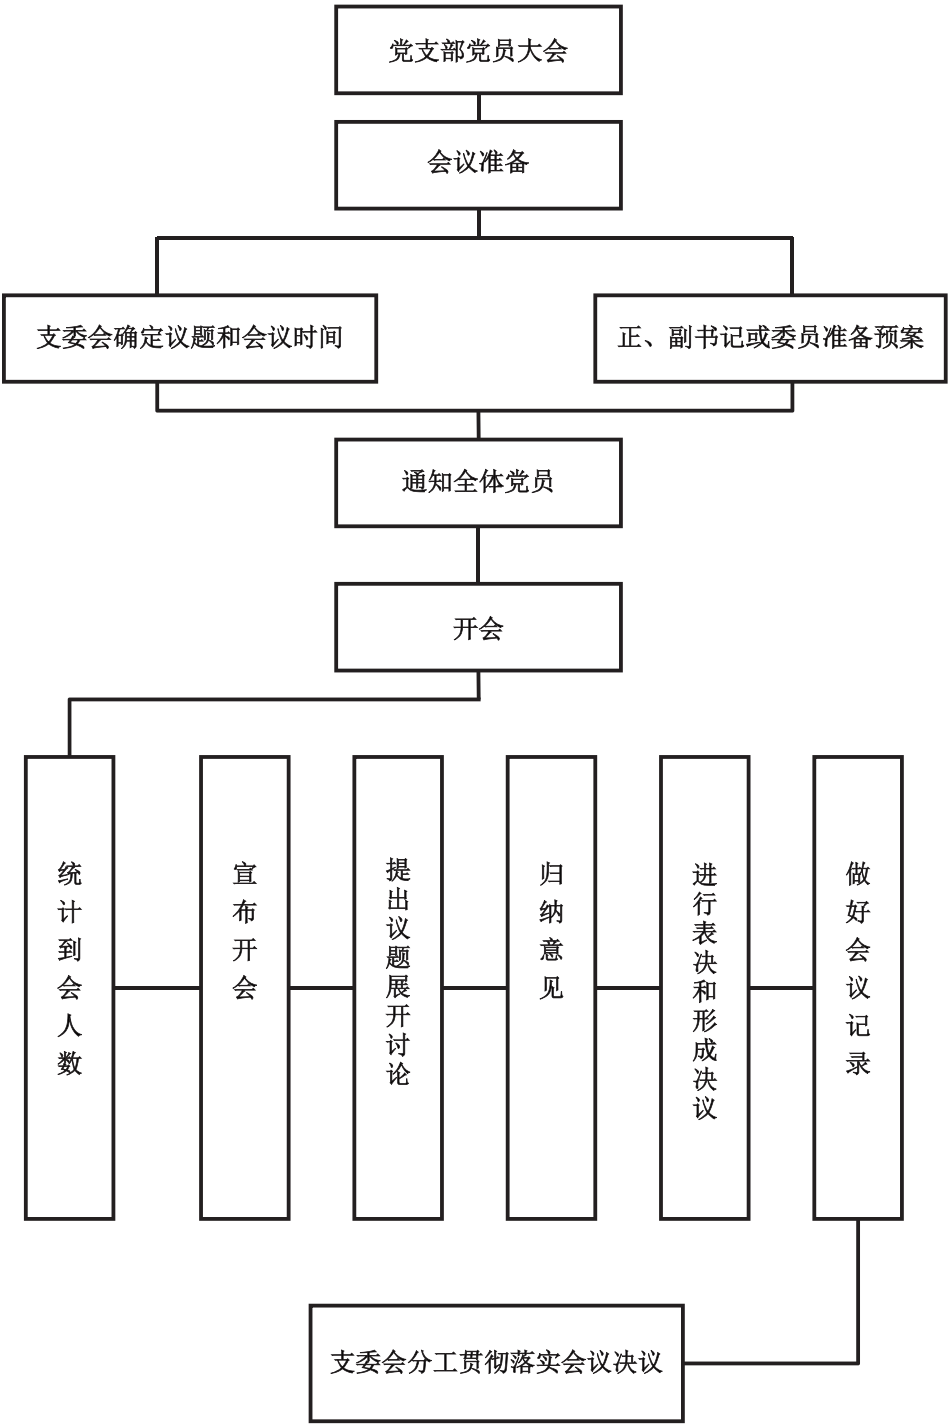 党支部党员大会
会议准备
支委会确定议题和会议时间
正、副书记或委员准备预案
通知全体党员
开会
统计到会人数
宣布开会
提出议题展开讨论
归纳意见
进行表决和形成决议
做好会议记录
支委会分工贯彻落实会议决议